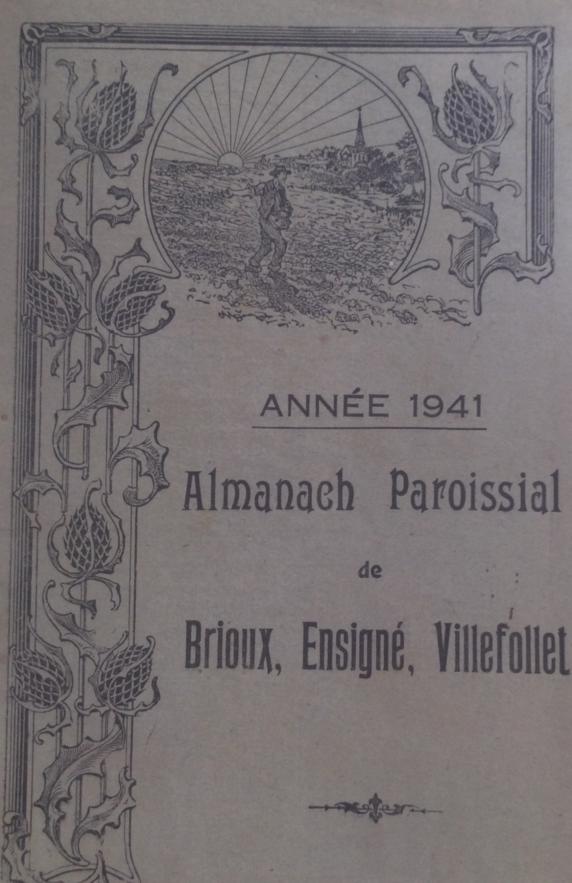 ANNÉE 1941
Almanach Paroissial
de
Brioux, Ensigné, Villefollet